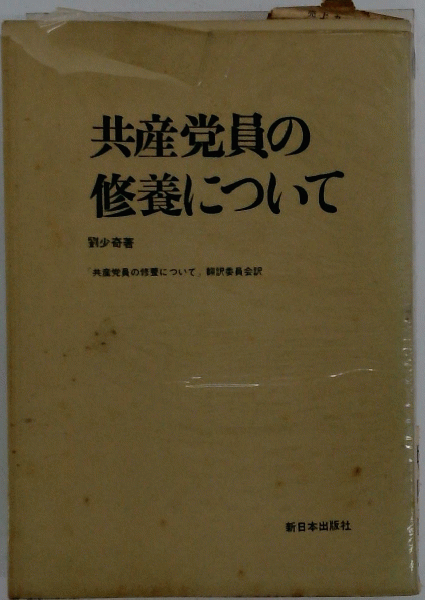 共産党員の
修養について
劉少奇著
「共産党員の修養について」翻訳委員会訳
新日本出版社